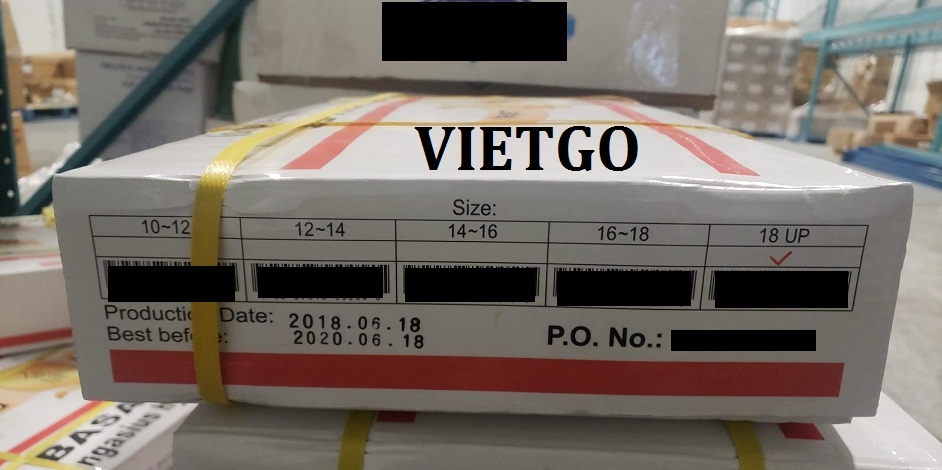 VIETGO
Size:
10~12 12~14 14~16 16~18 18 UP
Production Date: 2018.06.18
Best before: 2020.06.18
P.O. No.:
BASA